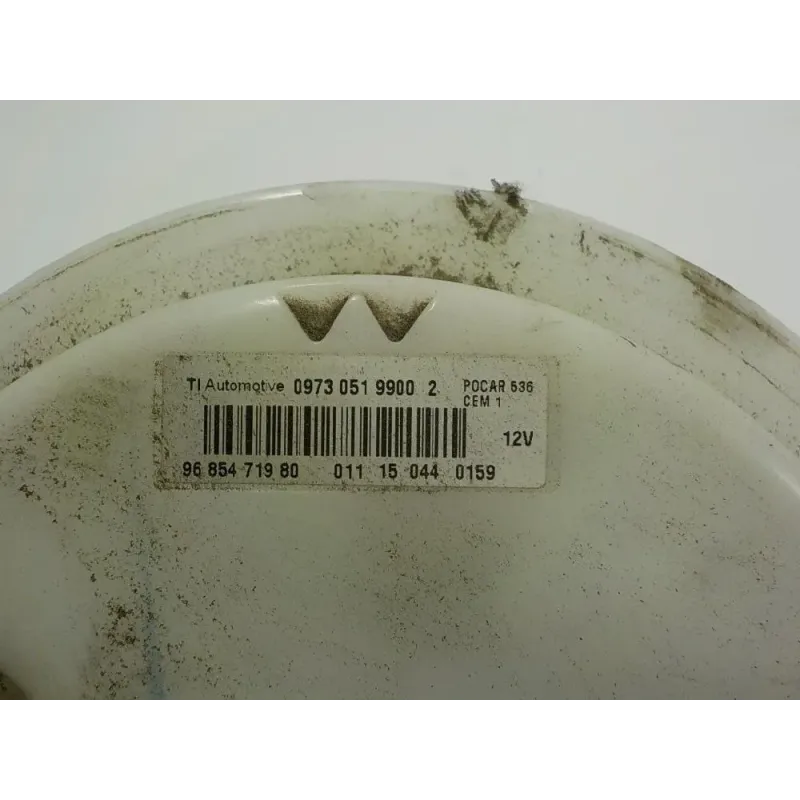 TI Automotive 0973 051 9900 2 POCAR 536
CEM 1
12V
96 854 719 80 011 15 044 0159